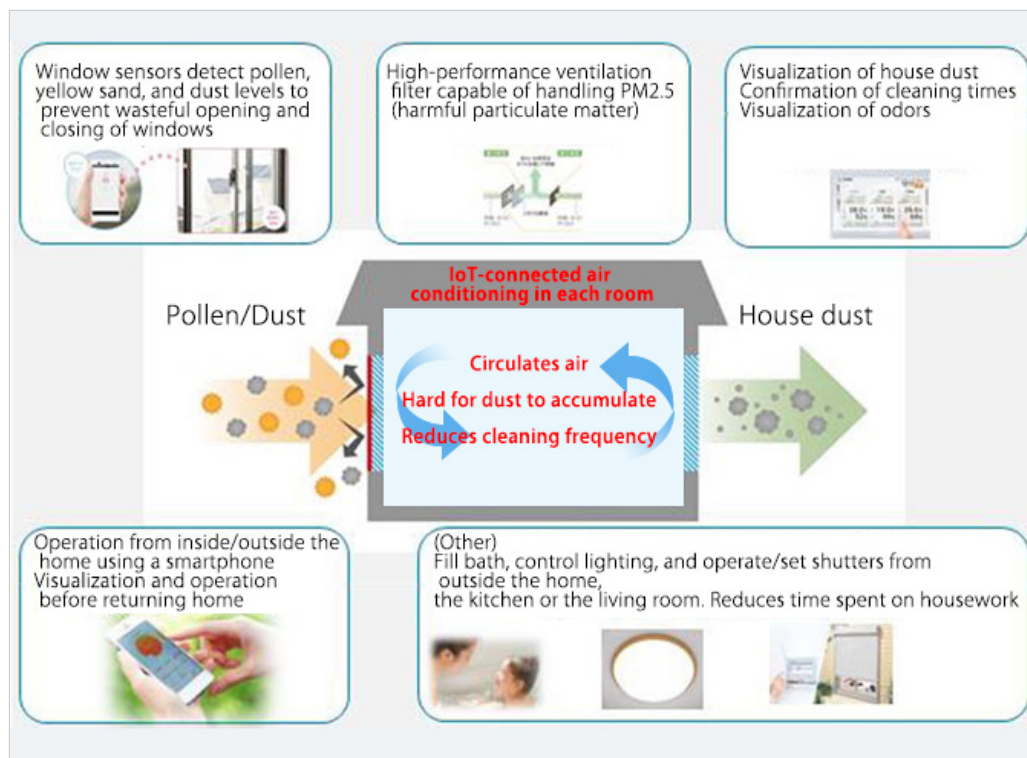 Window sensors detect pollen,
yellow sand, and dust levels to
prevent wasteful opening and
closing of windows
High-performance ventilation
filter capable of handling PM2.5
(harmful particulate matter)
Visualization of house dust
Confirmation of cleaning times
Visualization of odors
IoT-connected air
conditioning in each room
Pollen/Dust
House dust
Circulates air
Hard for dust to accumulate
Reduces cleaning frequency
Operation from inside/outside the
home using a smartphone
Visualization and operation
before returning home
(Other)
Fill bath, control lighting, and operate/set shutters from
outside the home,
the kitchen or the living room. Reduces time spent on housework